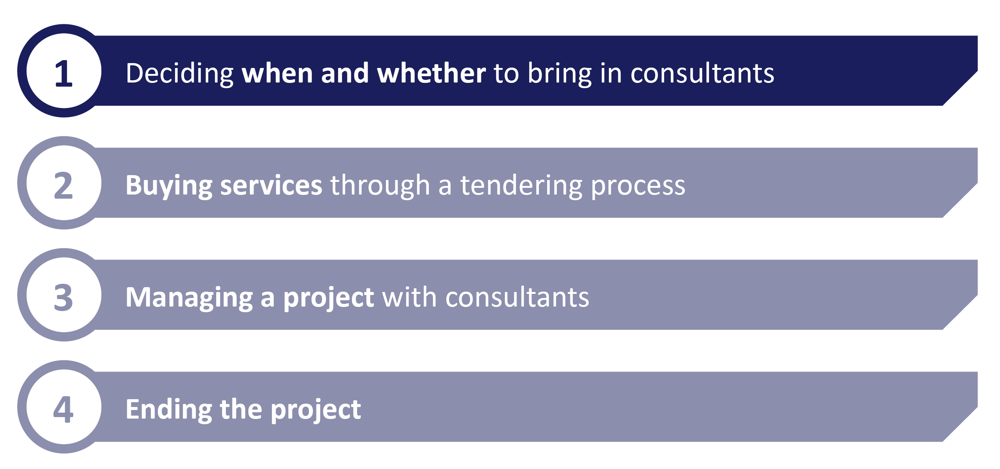 1
Deciding when and whether to bring in consultants
2
Buying services through a tendering process
3
Managing a project with consultants
4
Ending the project